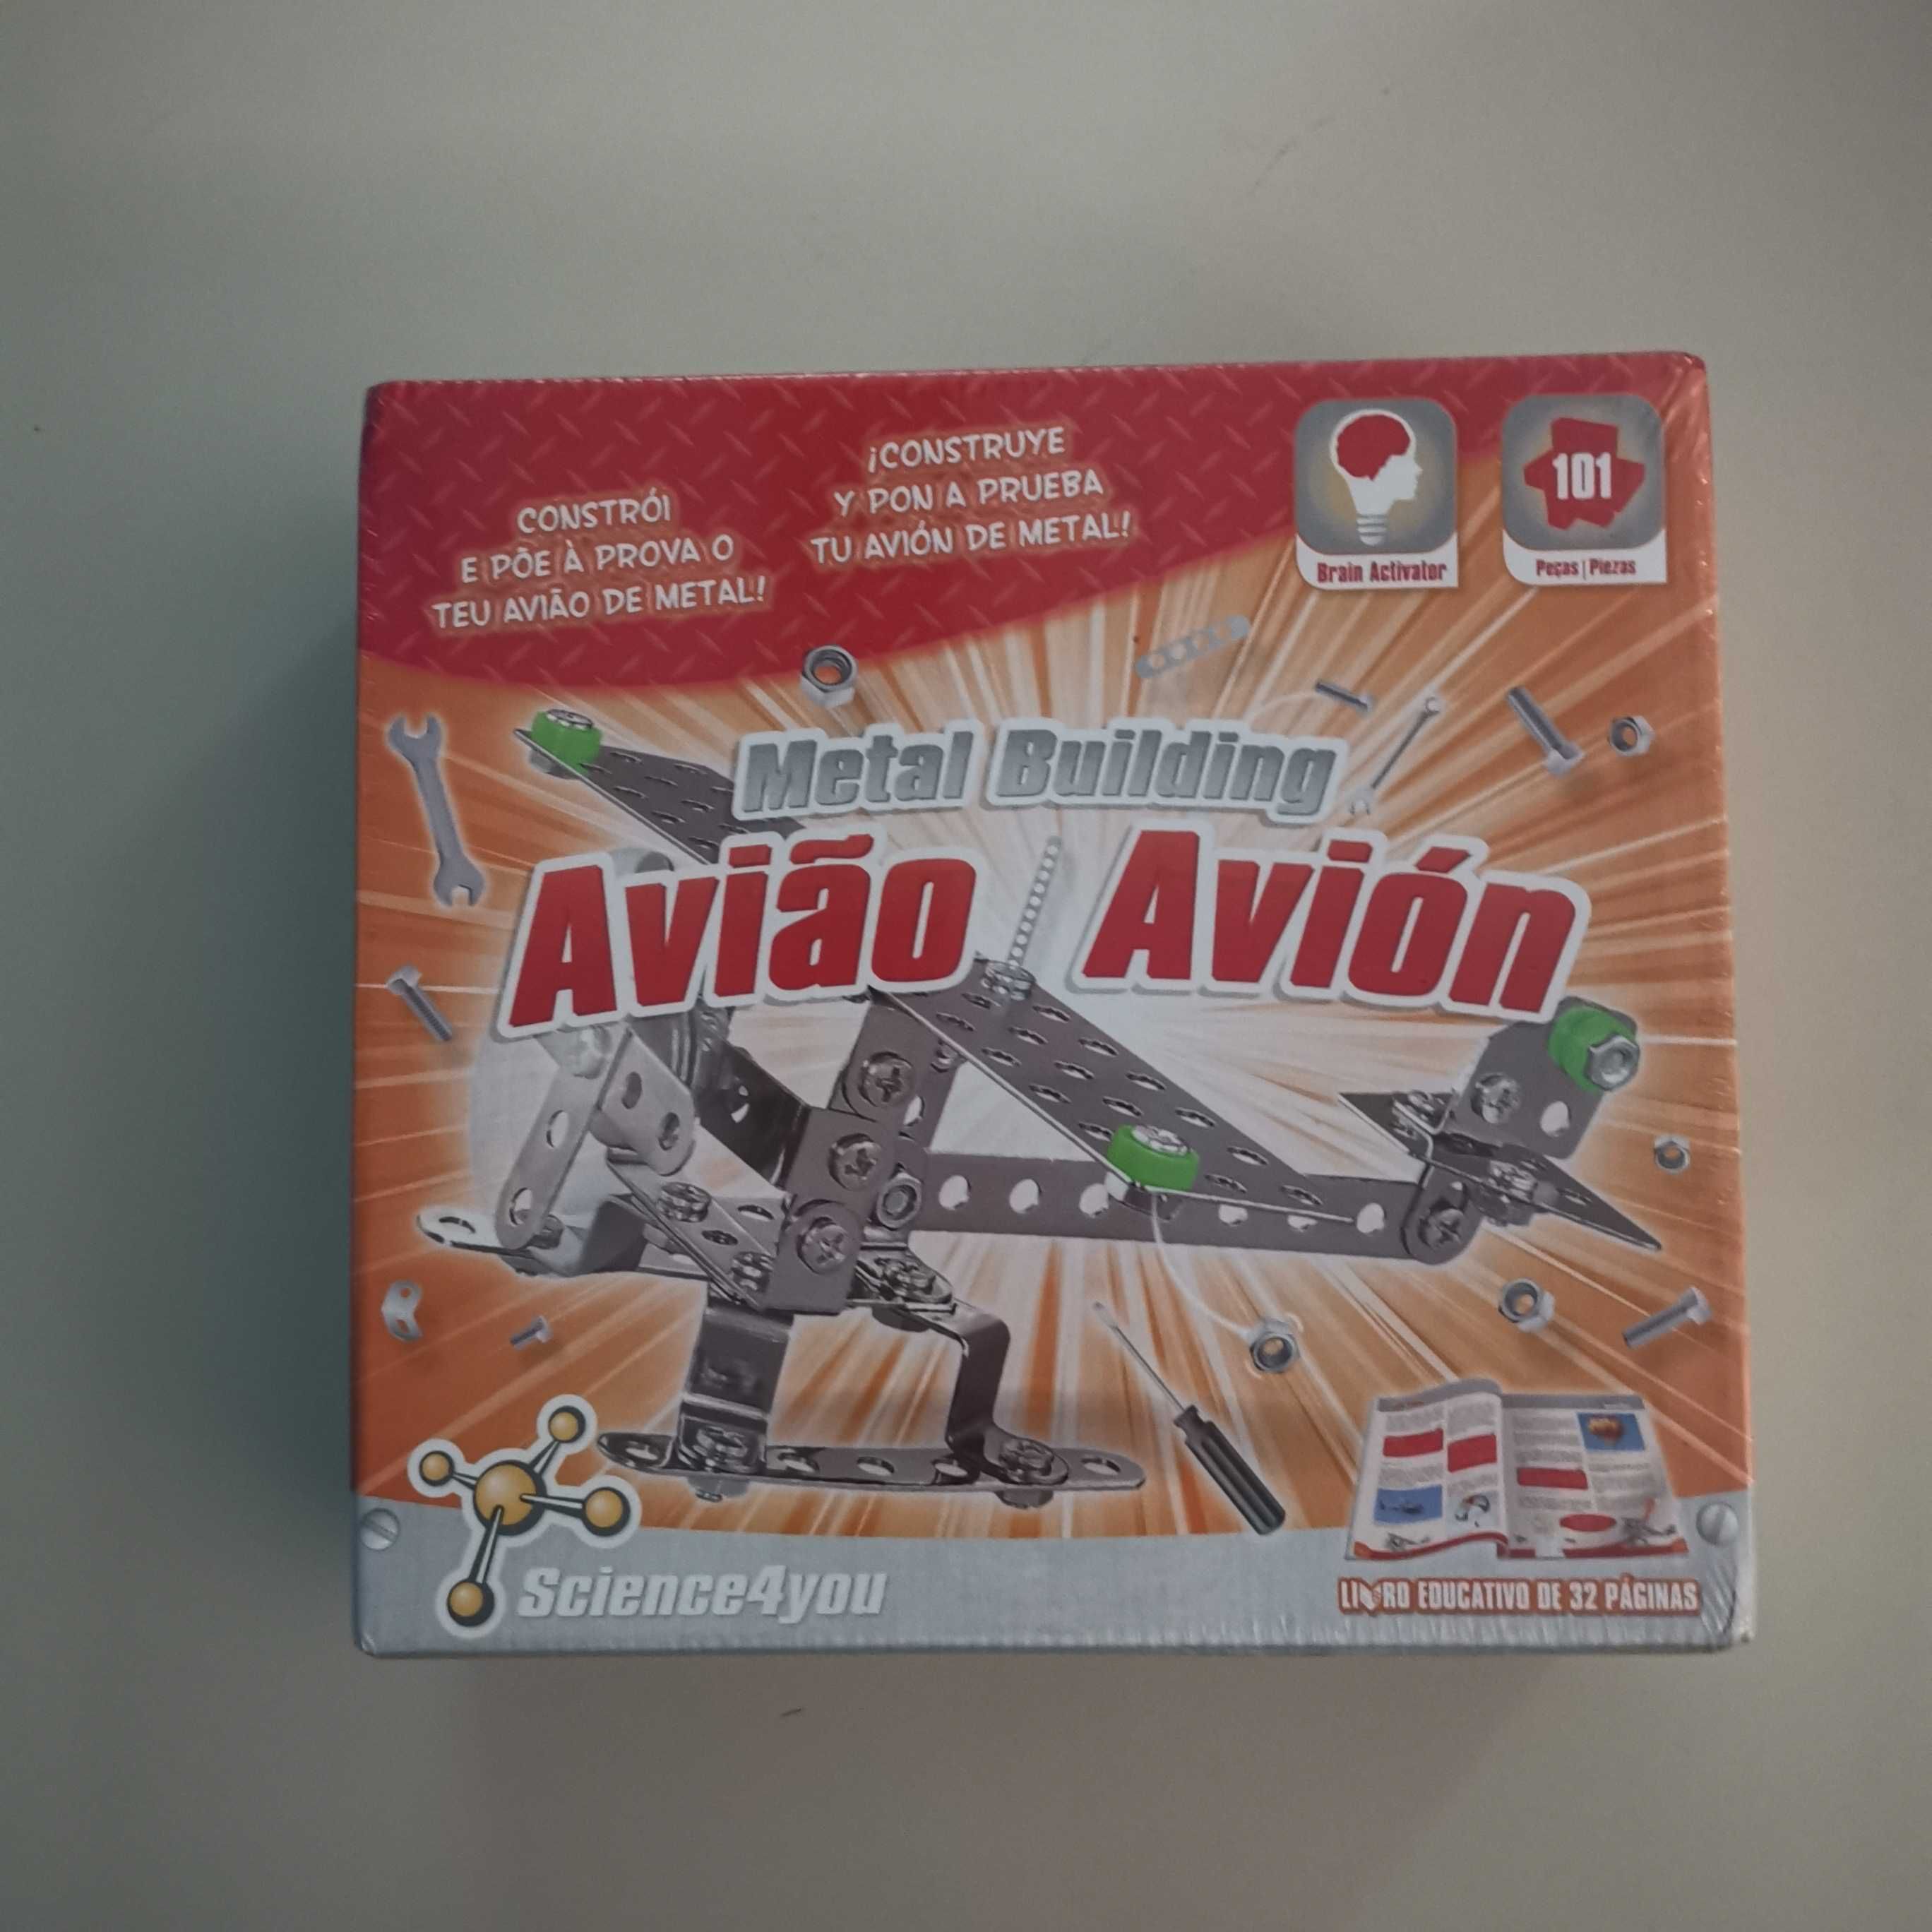 CONSTRÓI
E PÕE À PROVA O
TEU AVIÃO DE METAL!
¡CONSTRUYE
Y PON A PRUEBA
TU AVIÓN DE METAL!
Brain Activator
101
Peças | Piezas
Metal Building
Avião Avión
Science4you
LIVRO EDUCATIVO DE 32 PÁGINAS